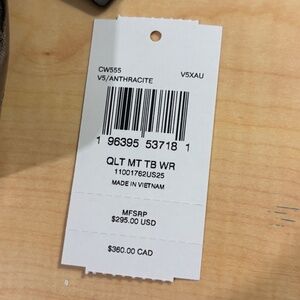 CW555 V5XAU
V5/ANTHRACITE
1 96395 53718 1
QLT MT TB WR
11001762US25
MADE IN VIETNAM
MFSRP
$295.00 USD
$360.00 CAD